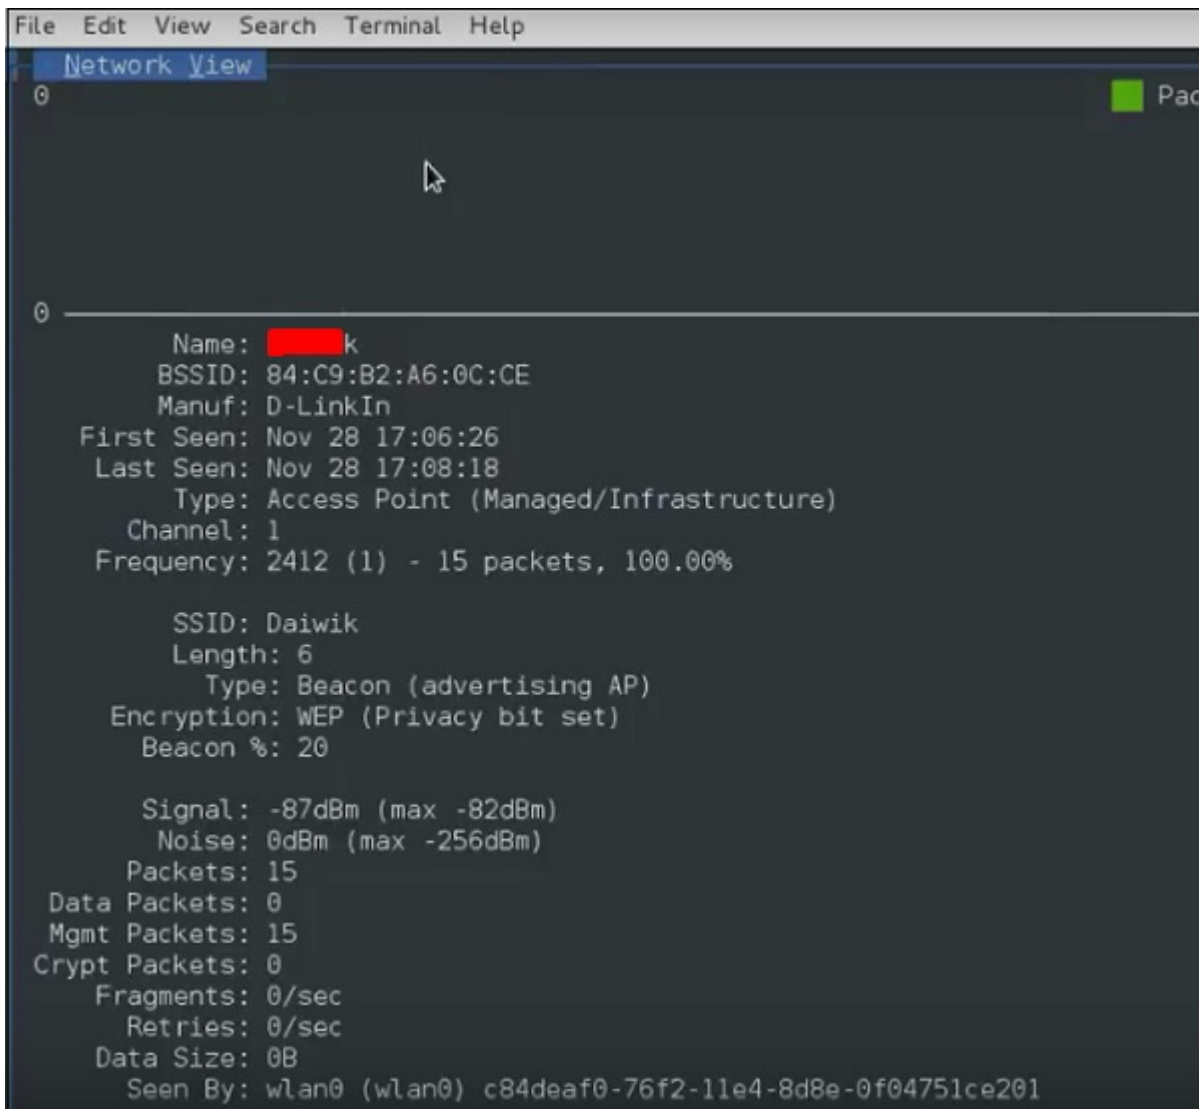 File Edit View Search Terminal Help
Network View
0
Pac
0
Name: k
BSSID: 84:C9:B2:A6:0C:CE
Manuf: D-LinkIn
First Seen: Nov 28 17:06:26
Last Seen: Nov 28 17:08:18
Type: Access Point (Managed/Infrastructure)
Channel: 1
Frequency: 2412 (1) - 15 packets, 100.00%
SSID: Daiwik
Length: 6
Type: Beacon (advertising AP)
Encryption: WEP (Privacy bit set)
Beacon %: 20
Signal: -87dBm (max -82dBm)
Noise: 0dBm (max -256dBm)
Packets: 15
Data Packets: 0
Mgmt Packets: 15
Crypt Packets: 0
Fragments: 0/sec
Retries: 0/sec
Data Size: 0B
Seen By: wlan0 (wlan0) c84deaf0-76f2-11e4-8d8e-0f04751ce201